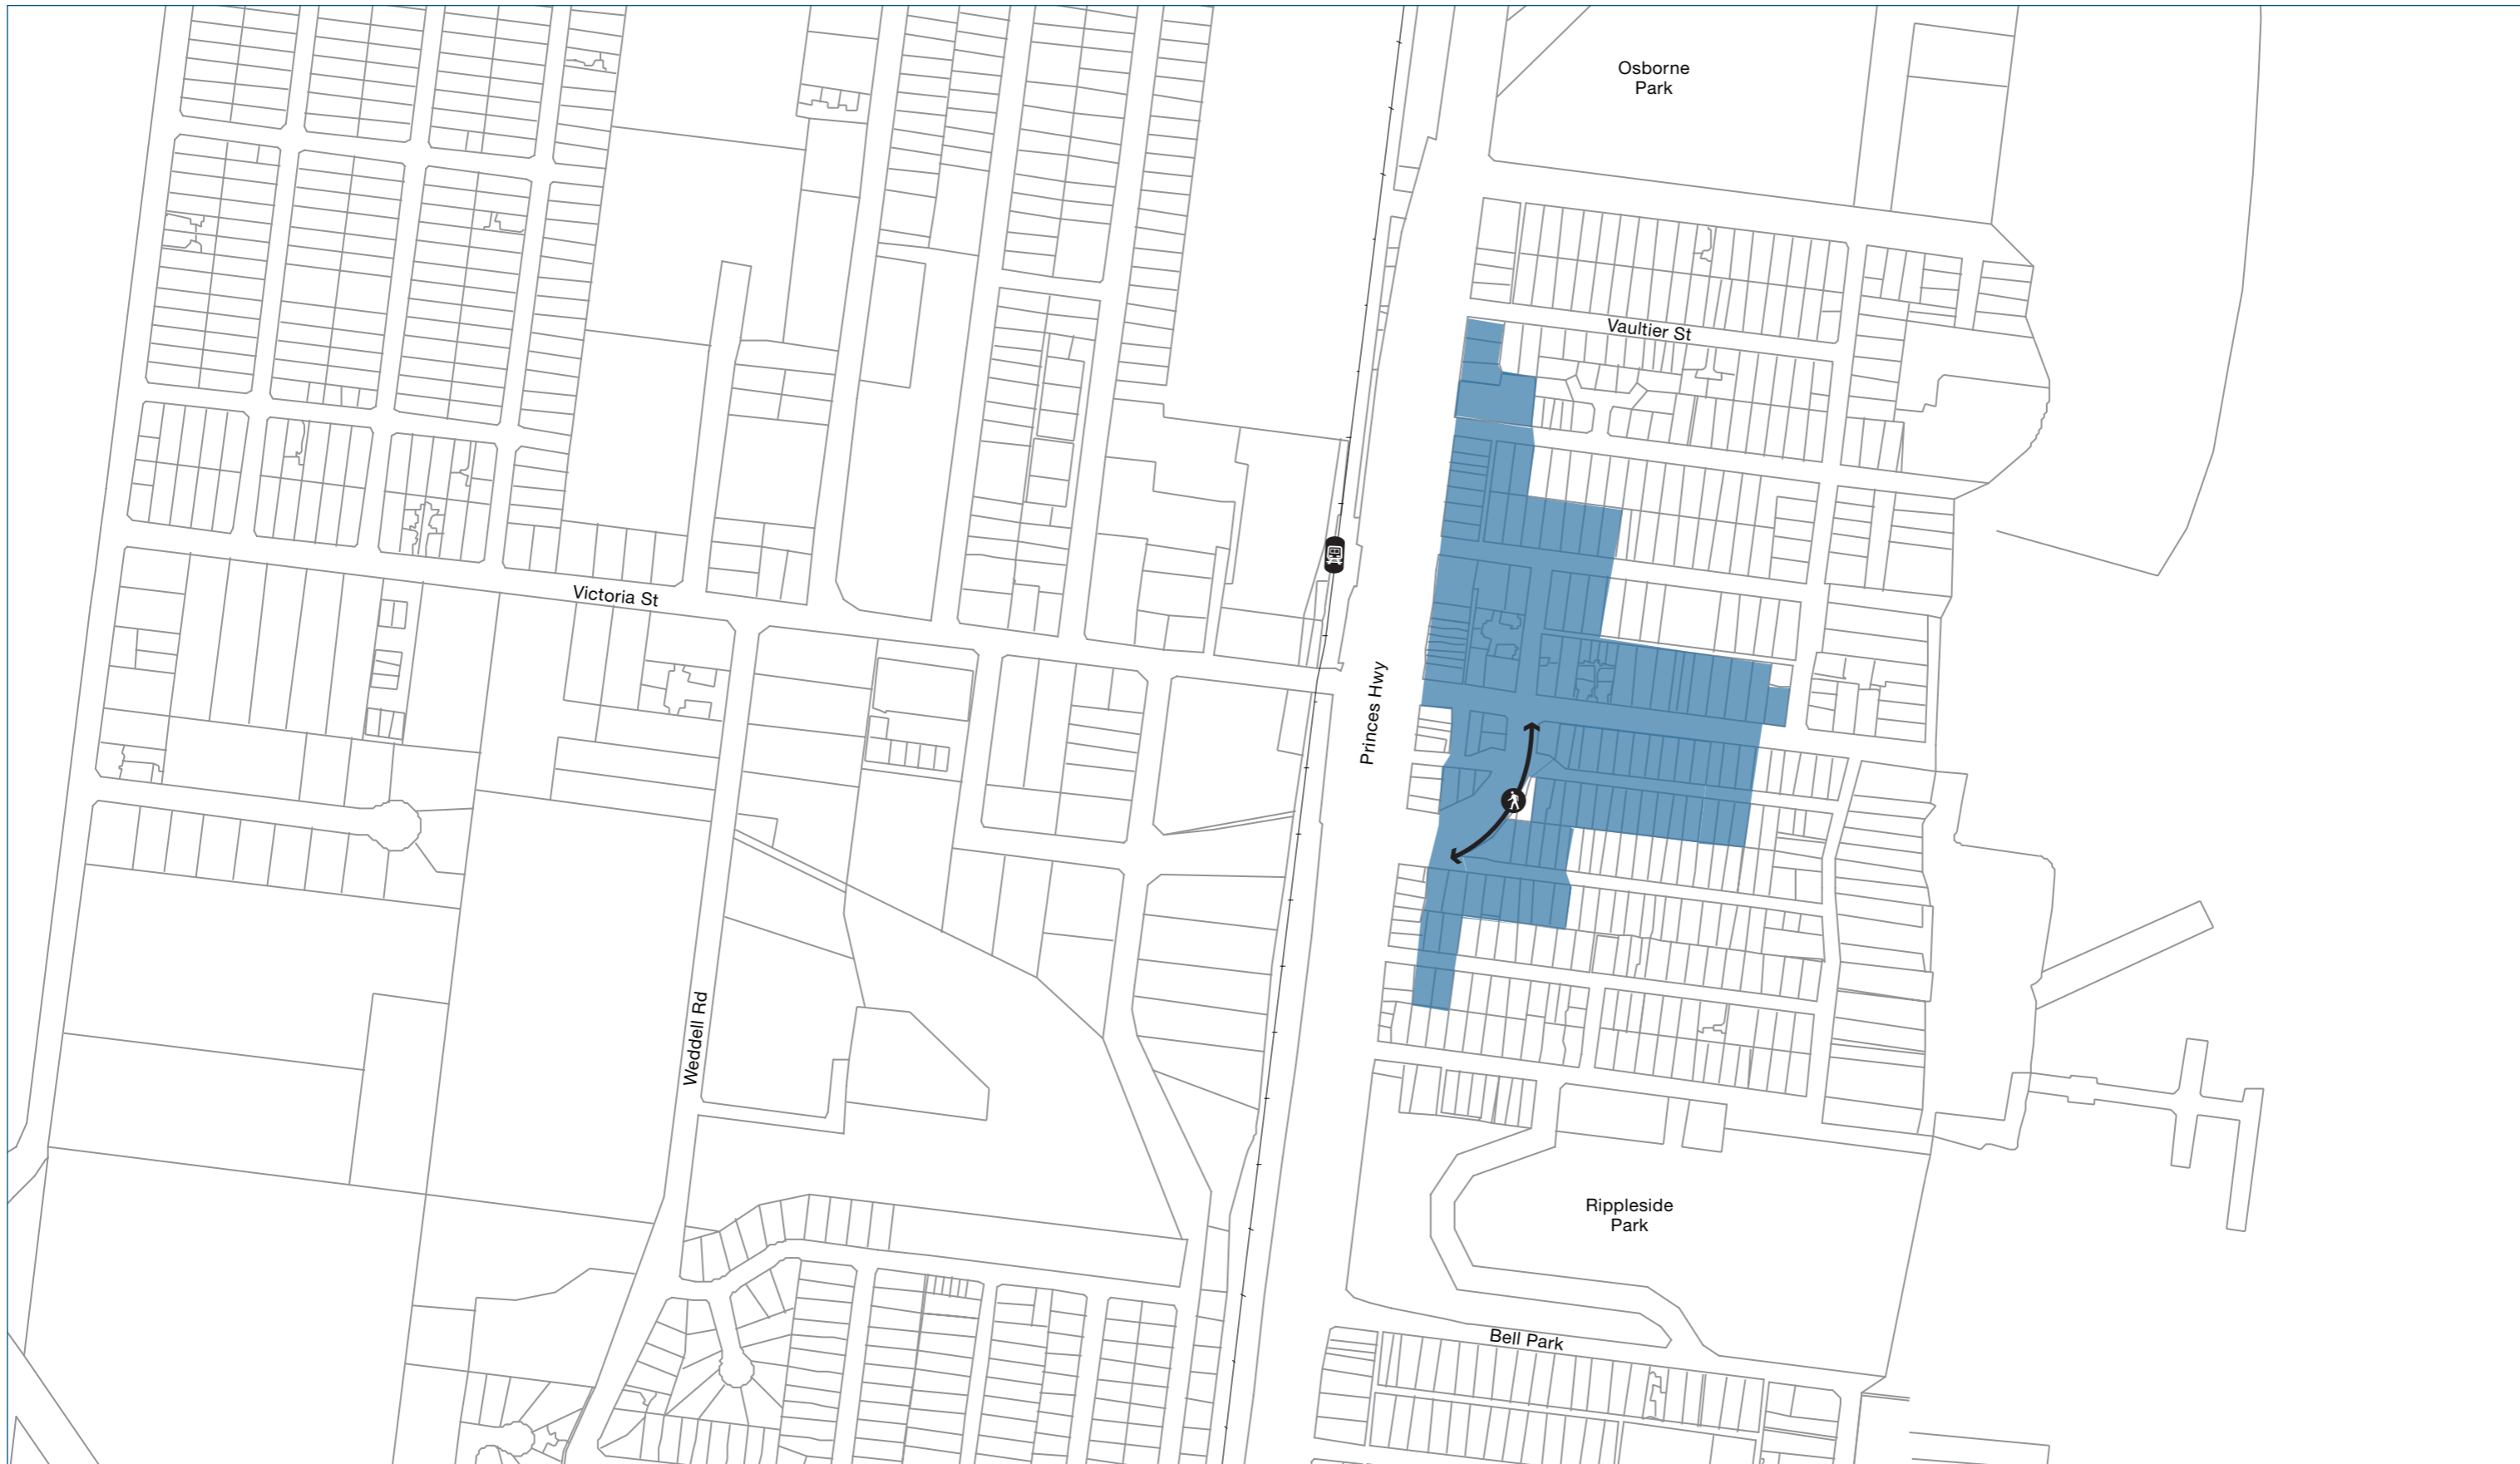 Osborne
Park
Vaultier St
Victoria St
Princes Hwy
Weddell Rd
Rippleside
Park
Bell Park